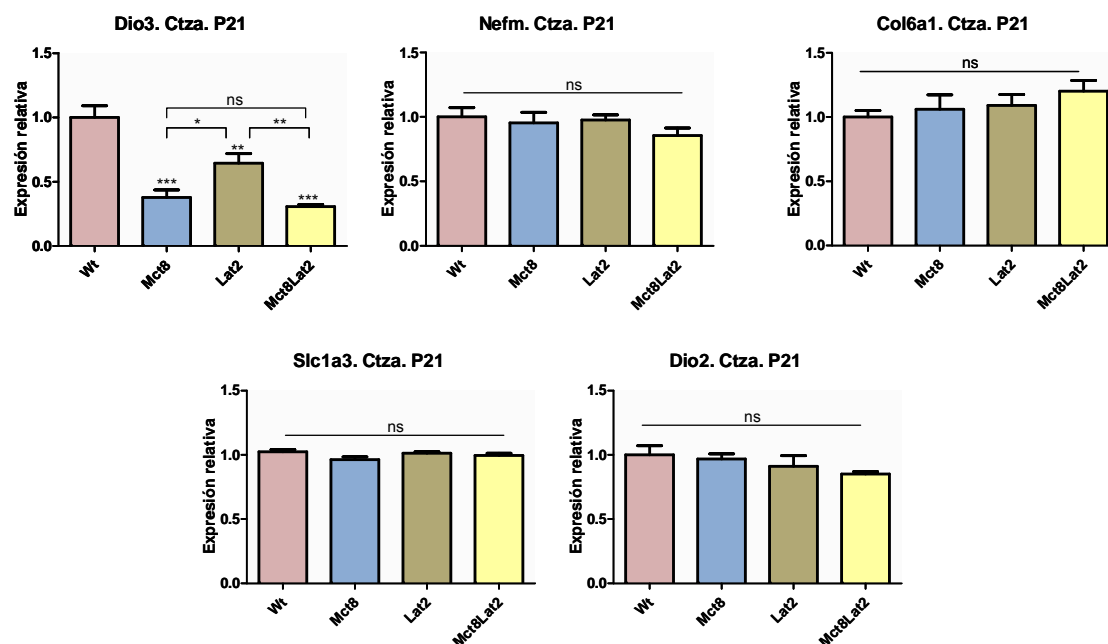 Dio3. Ctza. P21
Expresión relativa
1.5
1.0
0.5
0.0
ns
* **
**
***
***
Wt Mct8 Lat2 Mct8Lat2
Nefm. Ctza. P21
Expresión relativa
1.5
1.0
0.5
0.0
ns
Wt Mct8 Lat2 Mct8Lat2
Col6a1. Ctza. P21
Expresión relativa
1.5
1.0
0.5
0.0
ns
Wt Mct8 Lat2 Mct8Lat2
Slc1a3. Ctza. P21
Expresión relativa
1.5
1.0
0.5
0.0
ns
Wt Mct8 Lat2 Mct8Lat2
Dio2. Ctza. P21
Expresión relativa
1.5
1.0
0.5
0.0
ns
Wt Mct8 Lat2 Mct8Lat2